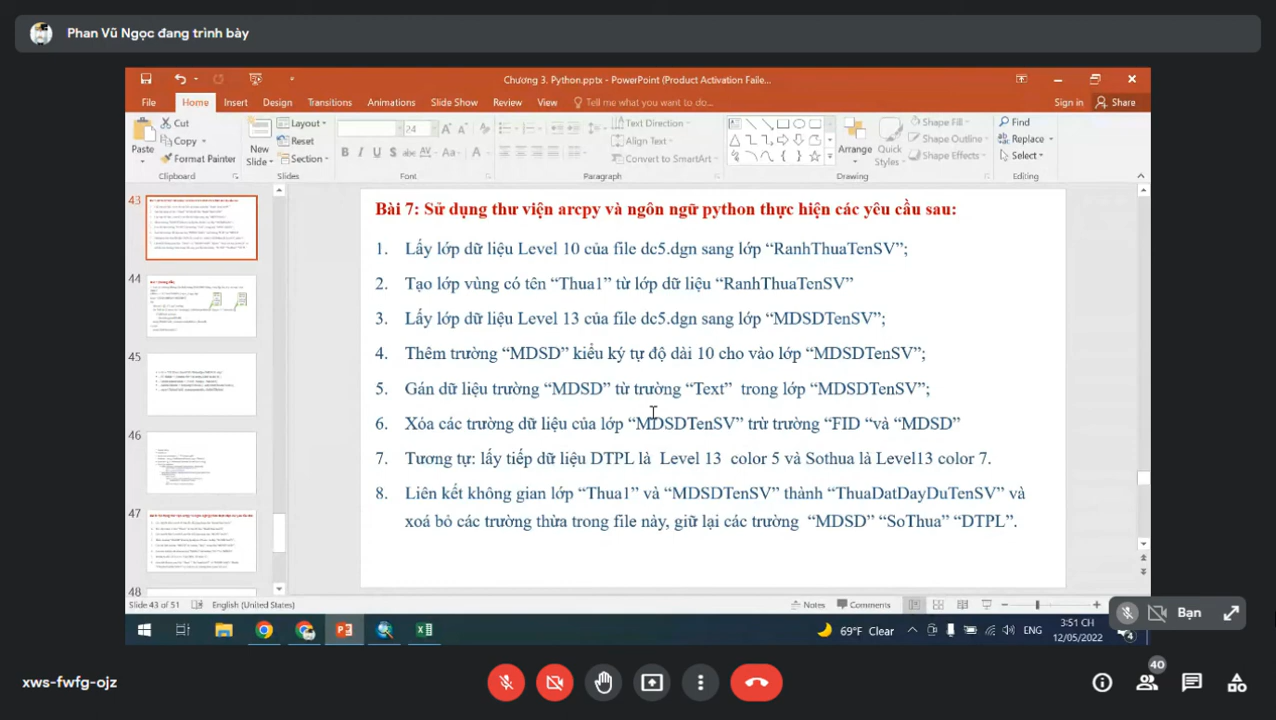 Phan Vũ Ngọc đang trình bày
Chương 3. Python.pptx - PowerPoint (Product Activation Faile...
File Home Insert Design Transitions Animations Slide Show Review View Tell me what you want to do... Sign in Share
Cut
Copy
Format Painter
Paste
Clipboard
New
Slide
Layout
Reset
Section
Slides
24
Font
Text Direction
Align Text
Convert to SmartArt
Paragraph
Arrange
Quick
Styles
Shape Fill
Shape Outline
Shape Effects
Drawing
Find
Replace
Select
Editing
43
44
45
46
47
48
Bài 7: Sử dụng thư viện arcpy và ngôn ngữ python thực hiện các yêu cầu sau:
1. Lấy lớp dữ liệu Level 10 của file dc5.dgn sang lớp “RanhThuaTenSV”;
2. Tạo lớp vùng có tên “Thua1” từ lớp dữ liệu “RanhThuaTenSV”
3. Lấy lớp dữ liệu Level 13 của file dc5.dgn sang lớp “MDSDTenSV”;
4. Thêm trường “MDSD” kiểu ký tự độ dài 10 cho vào lớp “MDSDTenSV”;
5. Gán dữ liệu trường “MDSD” từ trường “Text” trong lớp “MDSDTenSV”;
6. Xóa các trường dữ liệu của lớp “MDSDTenSV” trừ trường “FID “và “MDSD”
7. Tương tự: lấy tiếp dữ liệu DTPL là Level 13 color 5 và Sothua là Level13 color 7.
8. Liên kết không gian lớp “Thua1” và “MDSDTenSV” thành “ThuaDatDayDuTenSV” và
xoá bỏ các trường thừa trong file này, giữ lại các trường “MDSD” “SoThua” “DTPL”.
Slide 43 of 51 English (United States) Notes Comments
Bạn
69°F Clear ENG 3:51 CH
12/05/2022 4
xws-fwfg-ojz
40